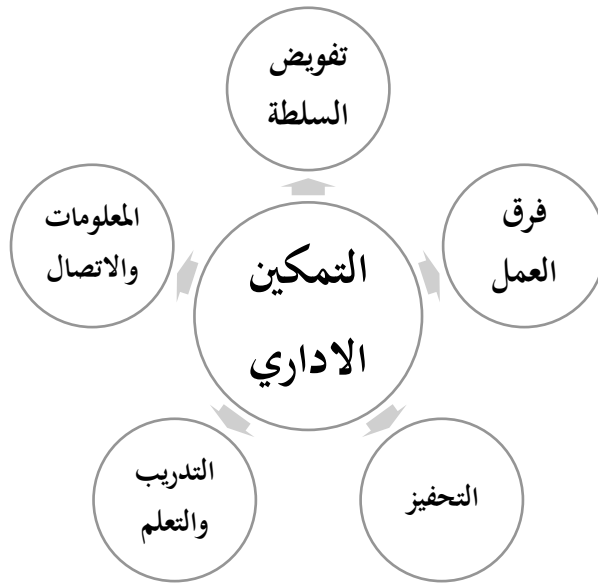 تفويض
السلطة
فرق
العمل
المعلومات
والاتصال
التمكين
الاداري
التدريب
والتعلم
التحفيز